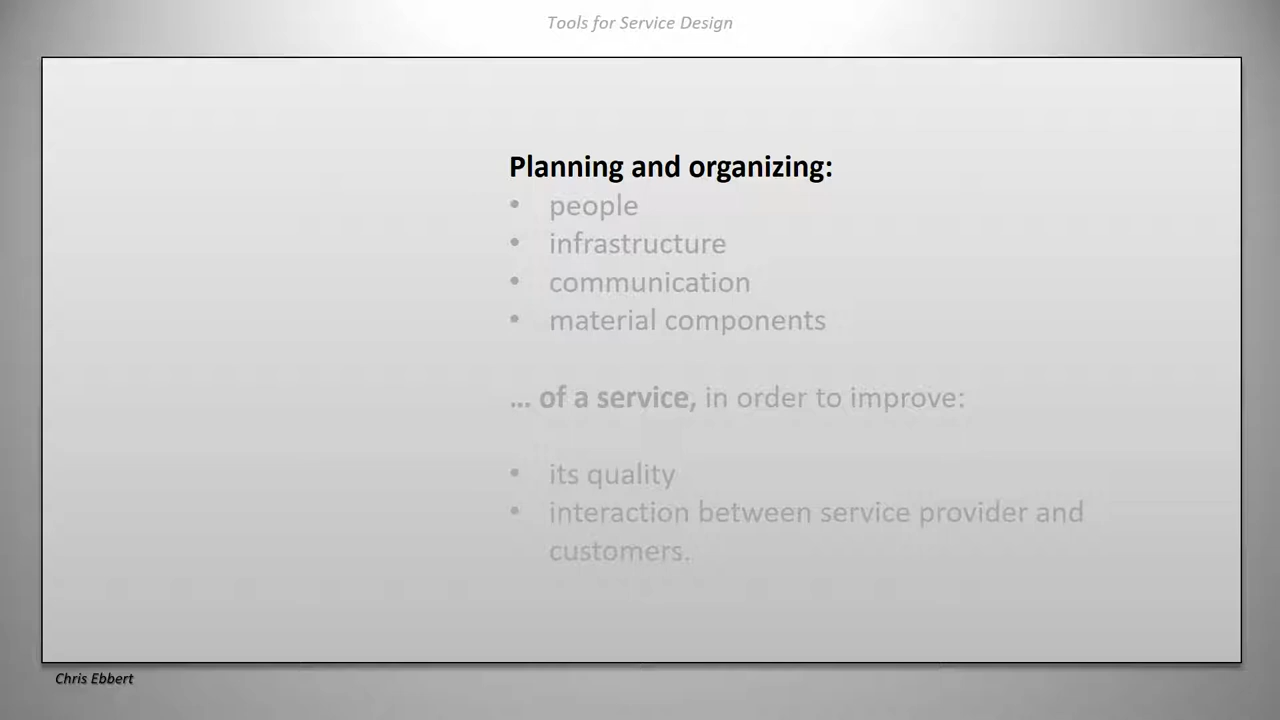 Tools for Service Design
Planning and organizing:
• people
• infrastructure
• communication
• material components
... of a service, in order to improve:
• its quality
• interaction between service provider and
customers.
Chris Ebbert